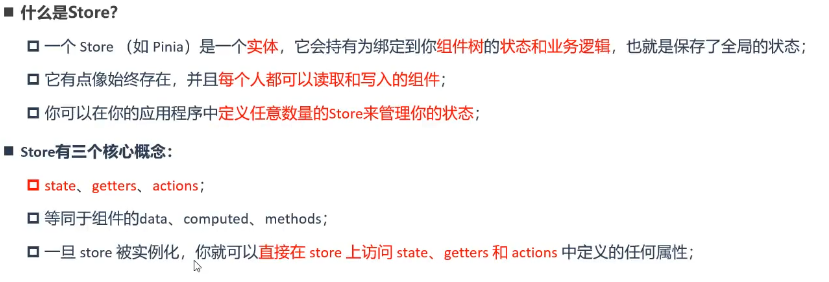 什么是Store？
一个 Store （如 Pinia）是一个实体，它会持有为绑定到你组件树的状态和业务逻辑，也就是保存了全局的状态；
它有点像始终存在，并且每个人都可以读取和写入的组件；
你可以在你的应用程序中定义任意数量的Store来管理你的状态；
Store有三个核心概念：
state、getters、actions；
等同于组件的data、computed、methods；
一旦 store 被实例化，你就可以直接在 store 上访问 state、getters 和 actions 中定义的任何属性；